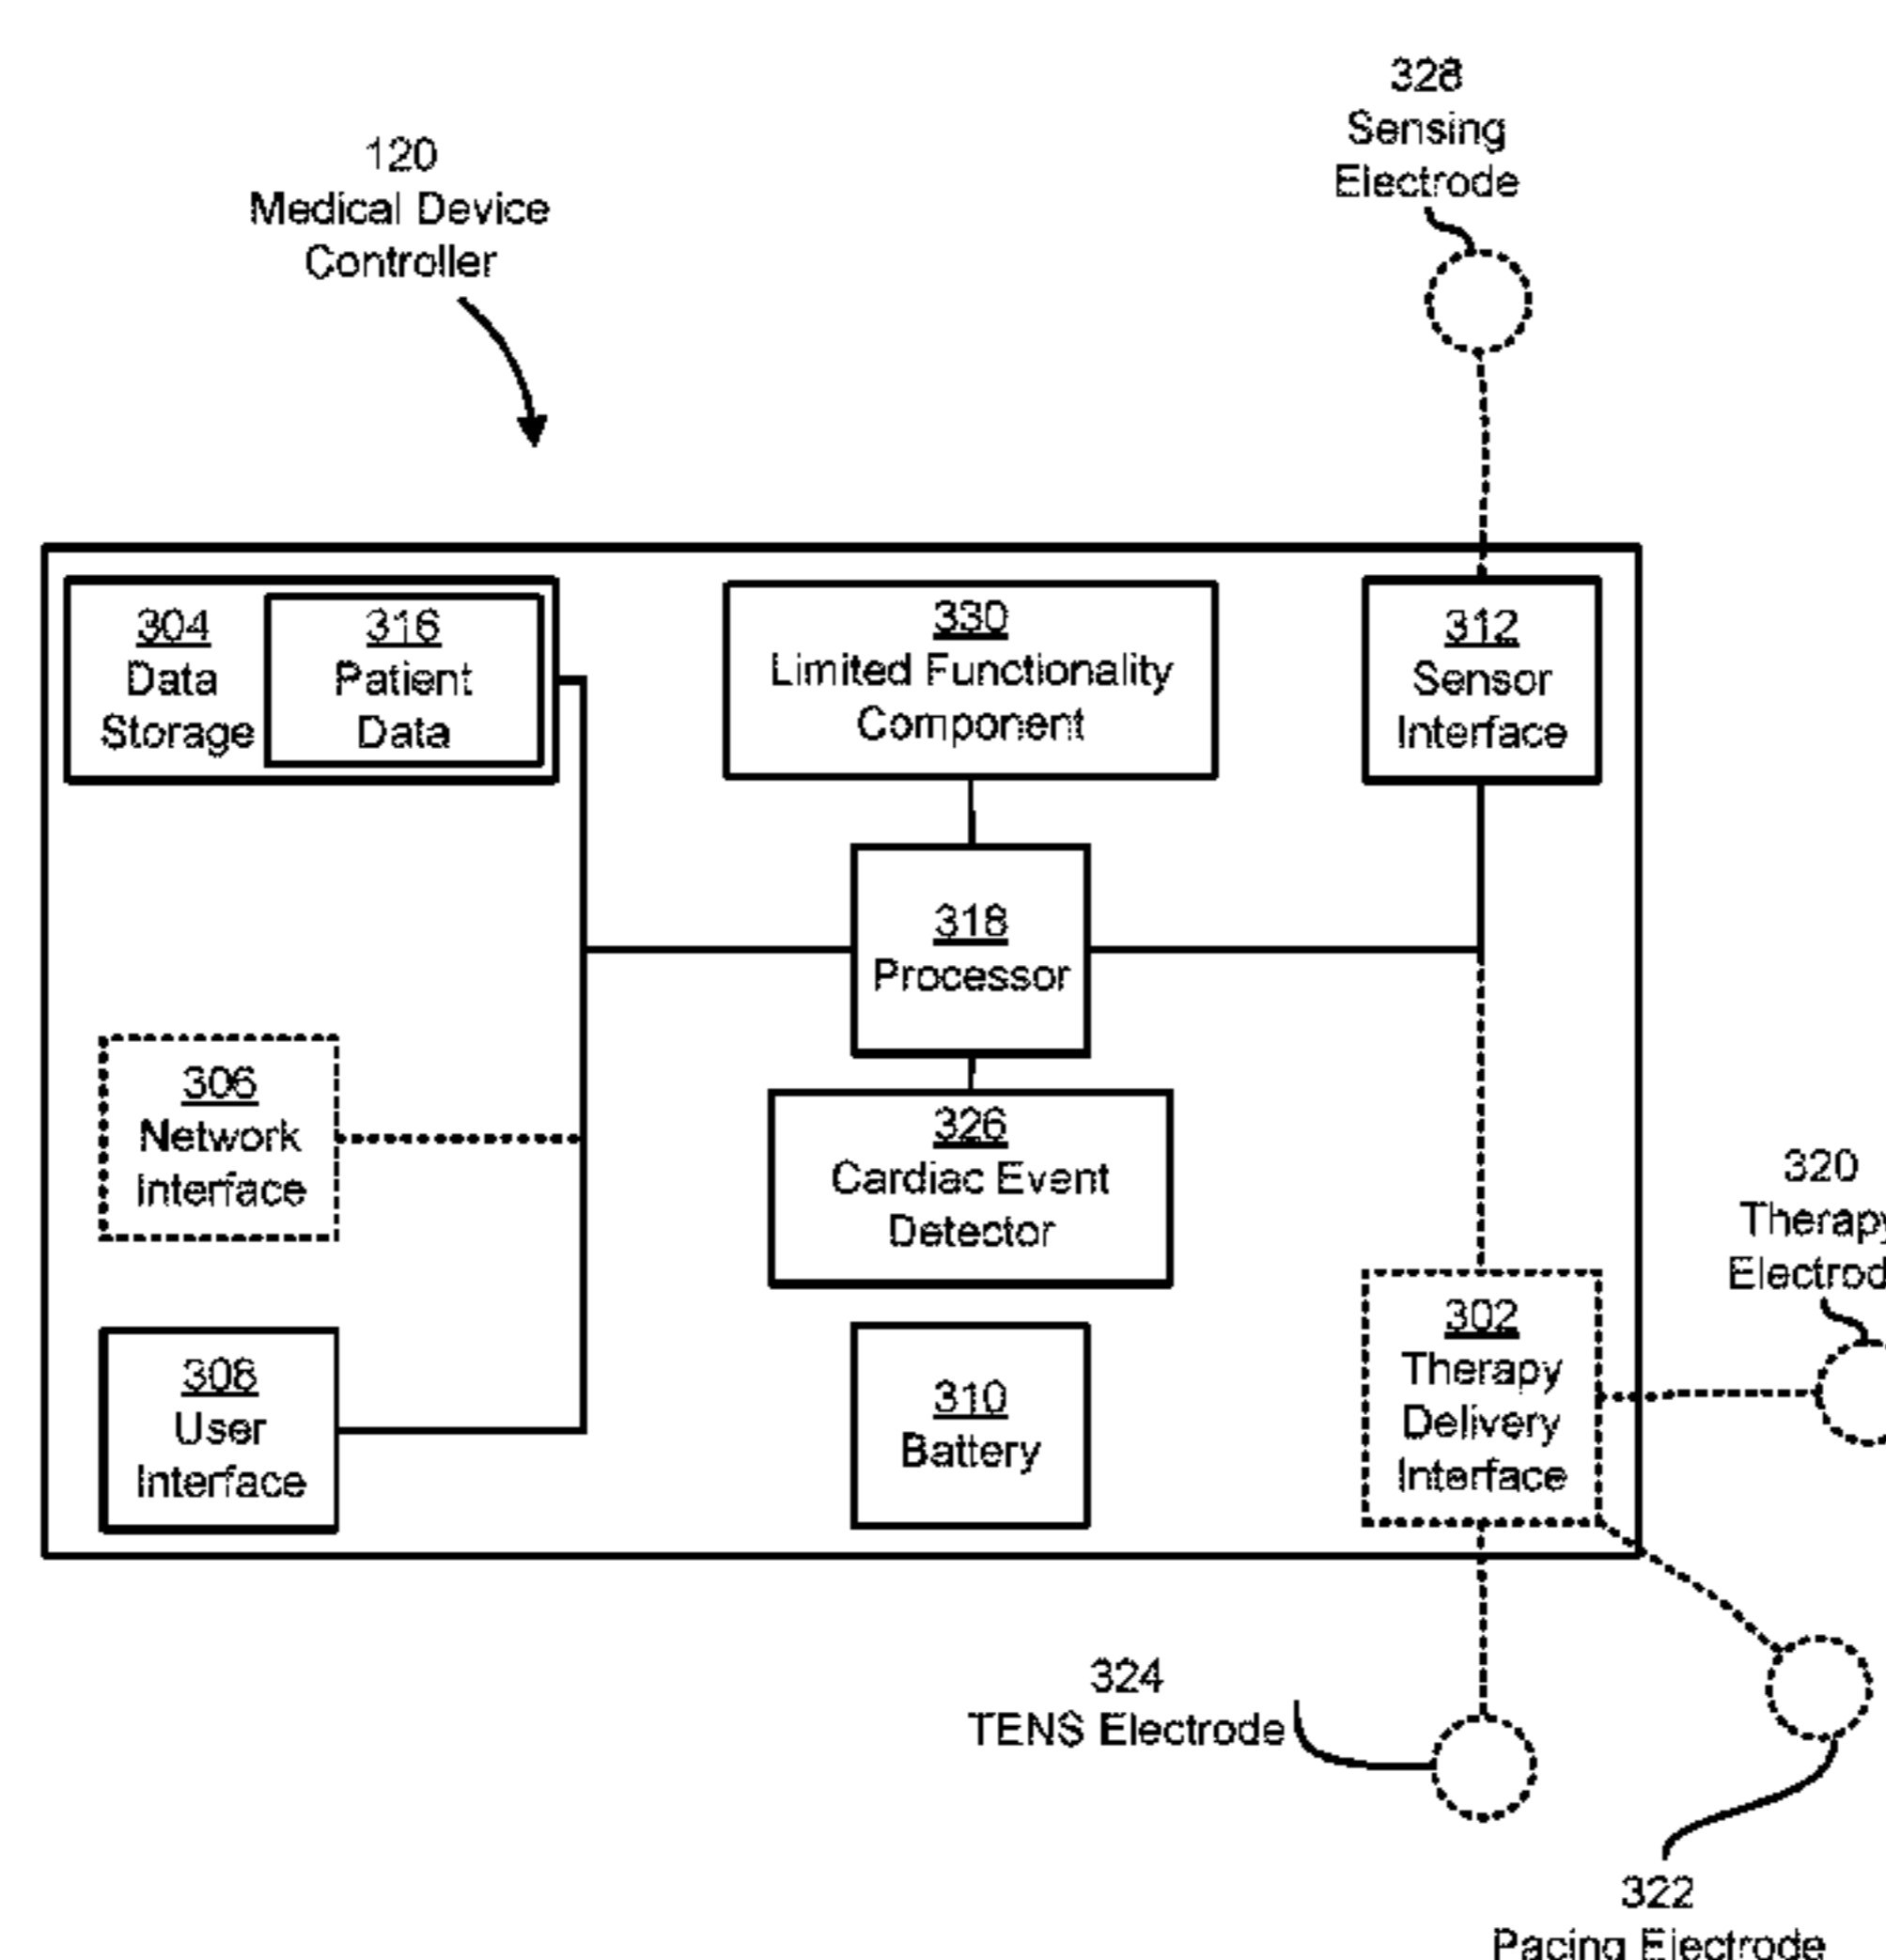 328
Sensing
Electrode
120
Medical Device
Controller
304
Data
Storage
316
Patient
Data
330
Limited Functionality
Component
312
Sensor
Interface
318
Processor
306
Network
Interface
326
Cardiac Event
Detector
320
Therapy
Electrod
302
Therapy
Delivery
Interface
308
User
Interface
310
Battery
324
TENS Electrode
322
Pacing Electrode